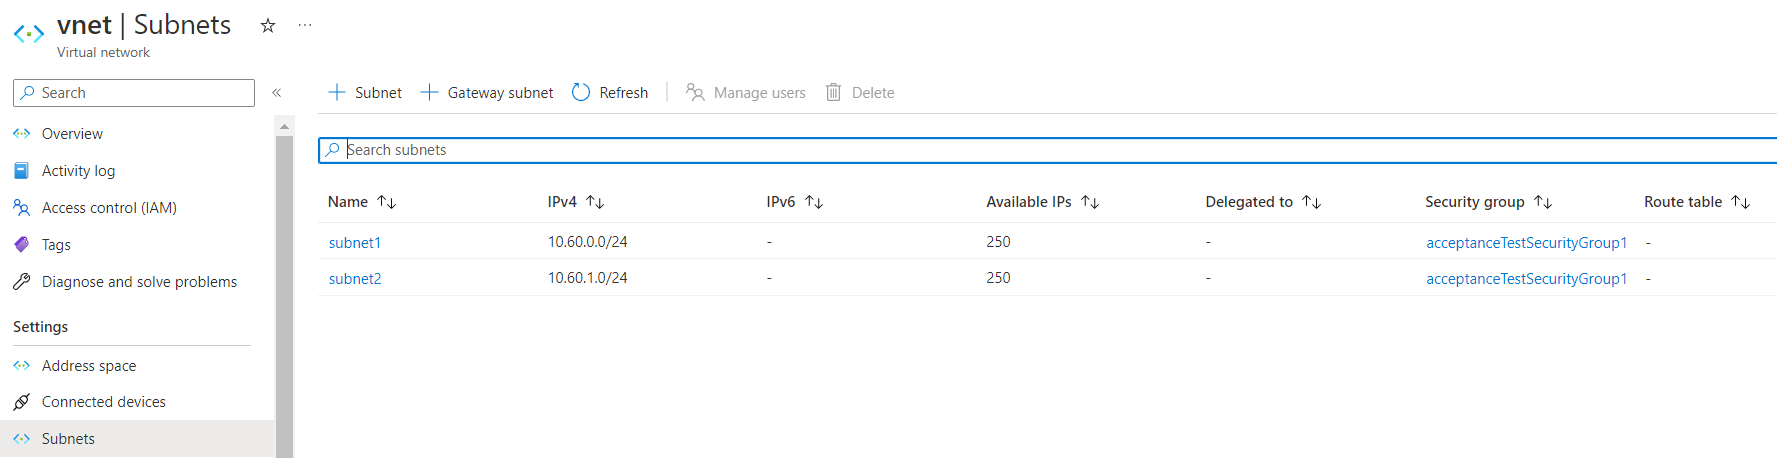 vnet | Subnets ☆ ...
Virtual network
Search «
+ Subnet + Gateway subnet Refresh | Manage users Delete
Overview
Activity log
Access control (IAM)
Tags
Diagnose and solve problems
Settings
Address space
Connected devices
Subnets
Search subnets
Name ↑↓ IPv4 ↑↓ IPv6 ↑↓ Available IPs ↑↓ Delegated to ↑↓ Security group ↑↓ Route table ↑↓
subnet1 10.60.0.0/24 - 250 - acceptanceTestSecurityGroup1 -
subnet2 10.60.1.0/24 - 250 - acceptanceTestSecurityGroup1 -